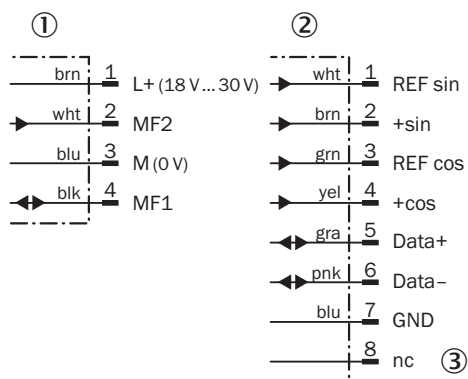 ①
brn 1 L+ (18 V... 30 V)
wht 2 MF2
blu 3 M (0 V)
blk 4 MF1
②
wht 1 REF sin
brn 2 +sin
grn 3 REF cos
yel 4 +cos
gra 5 Data+
pnk 6 Data–
blu 7 GND
8 nc ③